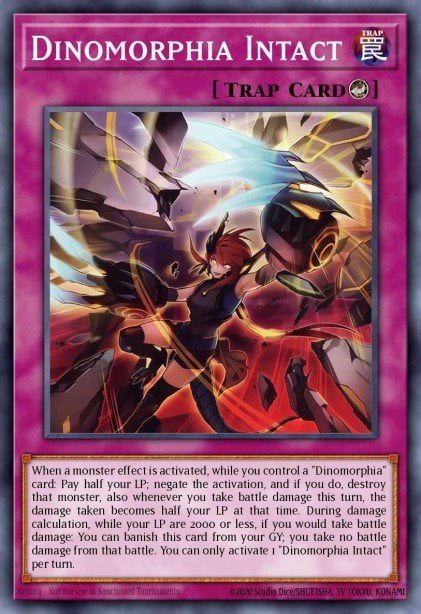 Dinomorphia Intact
TRAP
罠
[Trap Card]
When a monster effect is activated, while you control a "Dinomorphia"
card: Pay half your LP; negate the activation, and if you do, destroy
that monster, also whenever you take battle damage this turn, the
damage taken becomes half your LP at that time. During damage
calculation, while your LP are 2000 or less, if you would take battle
damage: You can banish this card from your GY; you take no battle
damage from that battle. You can only activate 1 "Dinomorphia Intact"
per turn.
Replica - Not For Use in Sanctioned Tournaments
©2020 Studio Dice/SHUEISHA, TV TOKYO, KONAMI